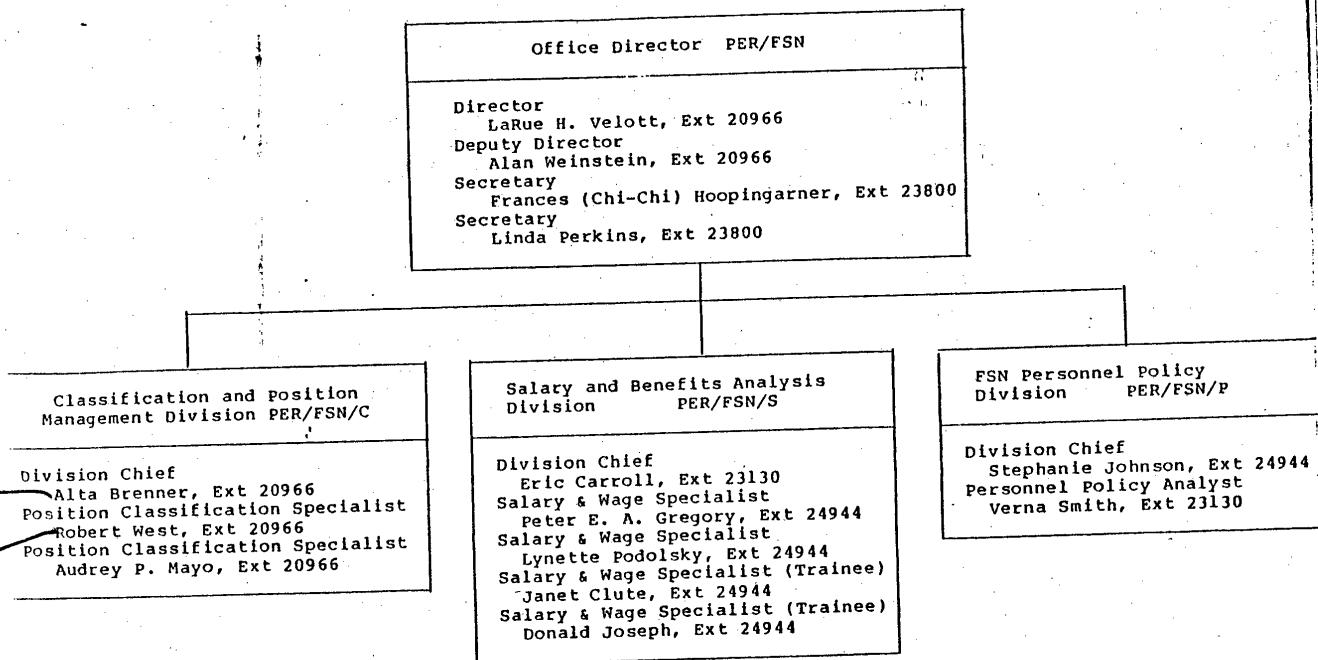 Office Director PER/FSN
Director
LaRue H. Velott, Ext 20966
Deputy Director
Alan Weinstein, Ext 20966
Secretary
Frances (Chi-Chi) Hoopingarner, Ext 23800
Secretary
Linda Perkins, Ext 23800
Classification and Position
Management Division PER/FSN/C
Division Chief
Alta Brenner, Ext 20966
Position Classification Specialist
Robert West, Ext 20966
Position Classification Specialist
Audrey P. Mayo, Ext 20966
Salary and Benefits Analysis
Division PER/FSN/S
Division Chief
Eric Carroll, Ext 23130
Salary & Wage Specialist
Peter E. A. Gregory, Ext 24944
Salary & Wage Specialist
Lynette Podolsky, Ext 24944
Salary & Wage Specialist (Trainee)
Janet Clute, Ext 24944
Salary & Wage Specialist (Trainee)
Donald Joseph, Ext 24944
FSN Personnel Policy
Division PER/FSN/P
Division Chief
Stephanie Johnson, Ext 24944
Personnel Policy Analyst
Verna Smith, Ext 23130